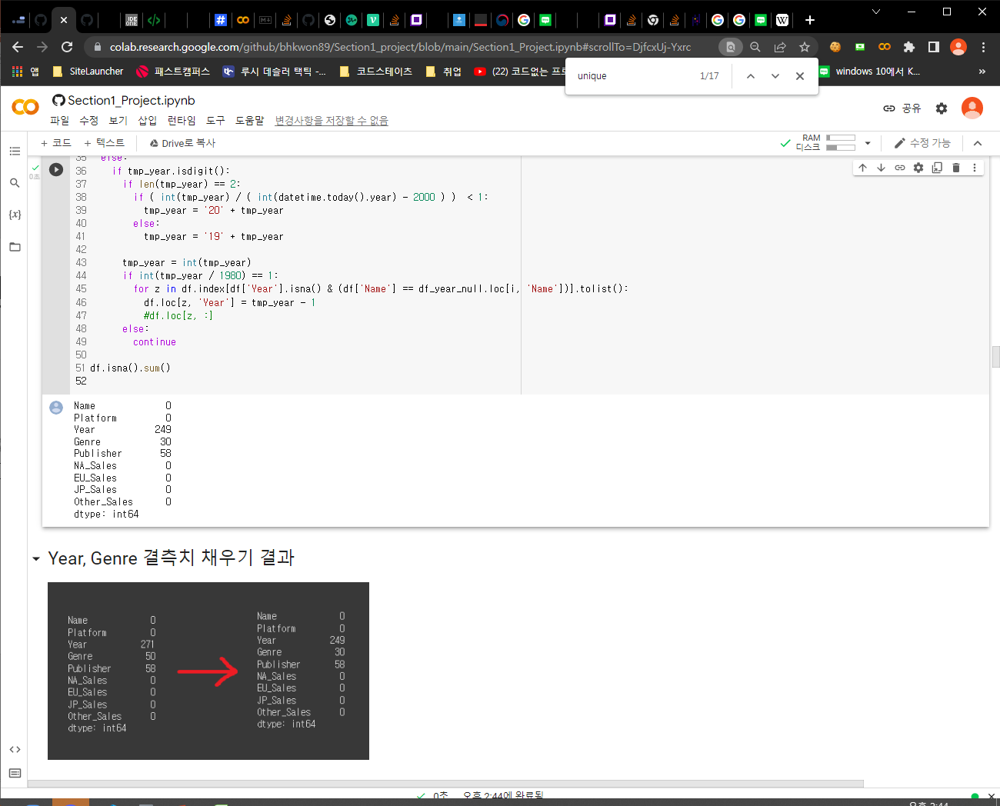 colab.research.google.com/github/bhkwon89/Section1_project/blob/main/Section1_Project.ipynb#scrollTo=DjfcxUj-Yxrc
앱 SiteLauncher 패스트캠퍼스 루시 데슬러 택틱 -... 코드스테이츠 취업 (22) 코드없는 프로 windows 10에서 K... »
unique 1/17
Section1_Project.ipynb
파일 수정 보기 삽입 런타임 도구 도움말 변경사항을 저장할 수 없음
공유
+ 코드 + 텍스트 Drive로 복사
RAM
디스크
수정 가능
0초
35 else:
36 if tmp_year.isdigit():
37 if len(tmp_year) == 2:
38 if ( int(tmp_year) / ( int(datetime.today().year) - 2000 ) ) < 1:
39 tmp_year = '20' + tmp_year
40 else:
41 tmp_year = '19' + tmp_year
42
43 tmp_year = int(tmp_year)
44 if int(tmp_year / 1980) == 1:
45 for z in df.index[df['Year'].isna() & (df['Name'] == df_year_null.loc[i, 'Name'])].tolist():
46 df.loc[z, 'Year'] = tmp_year - 1
47 #df.loc[z, :]
48 else:
49 continue
50
51 df.isna().sum()
52
Name 0
Platform 0
Year 249
Genre 30
Publisher 58
NA_Sales 0
EU_Sales 0
JP_Sales 0
Other_Sales 0
dtype: int64
Year, Genre 결측치 채우기 결과
Name 0
Platform 0
Year 271
Genre 50
Publisher 58
NA_Sales 0
EU_Sales 0
JP_Sales 0
Other_Sales 0
dtype: int64
Name 0
Platform 0
Year 249
Genre 30
Publisher 58
NA_Sales 0
EU_Sales 0
JP_Sales 0
Other_Sales 0
dtype: int64
0초 오후 2:44에 완료됨
오후 2:44